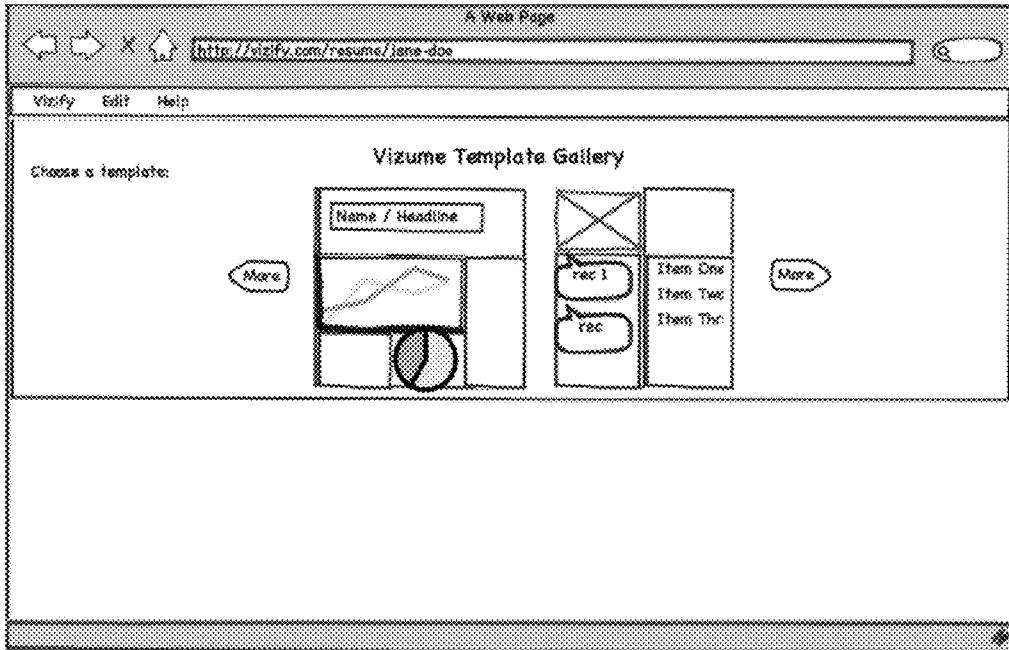 A Web Page
http://vizify.com/resume/jane-doe
Vizify Edit Help
Vizume Template Gallery
Choose a template:
Name / Headline
More
rec 1
Item One
More
Item Two
rec
Item Thr